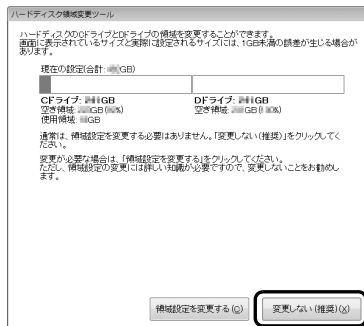 ハードディスク領域変更ツール
ハードディスクのCドライブとDドライブの領域を変更することができます。
画面に表示されているサイズと実際に設定されるサイズには、1GB未満の誤差が生じる場合が
あります。
現在の設定(合計: GB)
Cドライブ: GB
空き領域: GB( %)
使用領域: GB
Dドライブ: GB
空き領域: GB( %)
通常は、領域設定を変更する必要はありません。「変更しない(推奨)」をクリックしてく
ださい。
変更が必要な場合は、「領域設定を変更する」をクリックしてください。
ただし、領域設定の変更には詳しい知識が必要ですので、変更しないことをお勧めし
ます。
領域設定を変更する(C)
変更しない(推奨)(X)